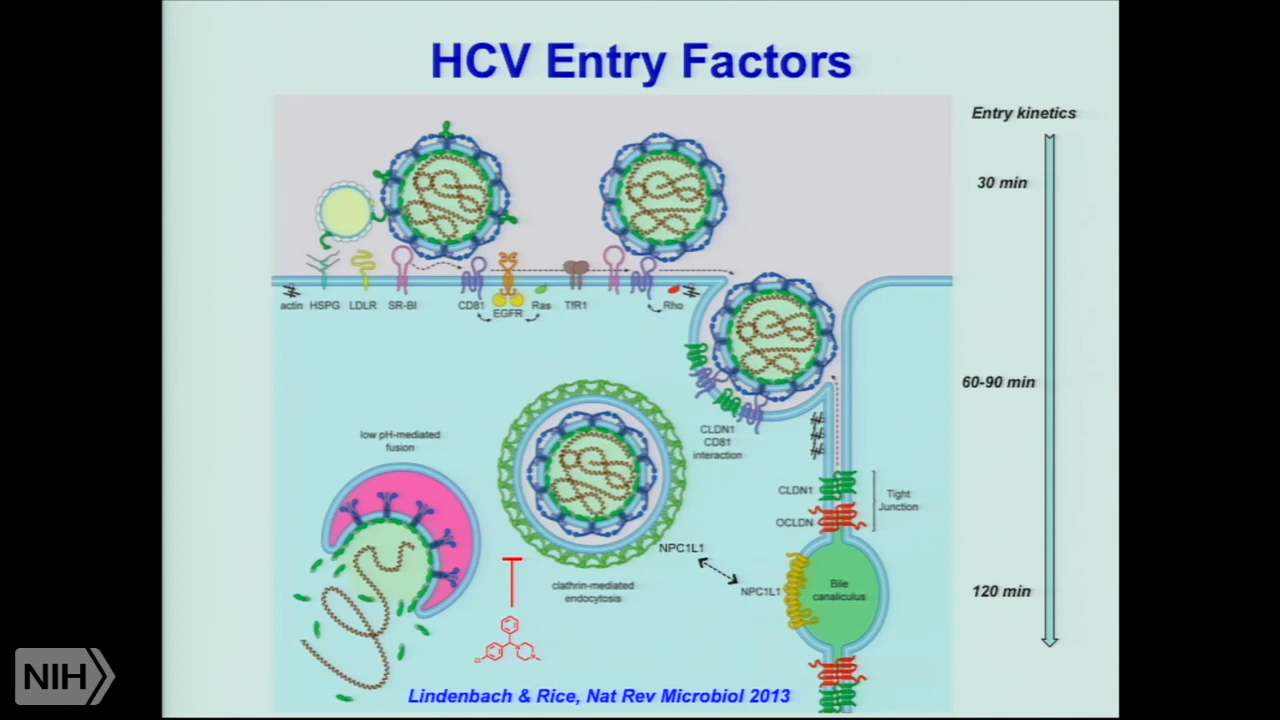 HCV Entry Factors
Entry kinetics
30 min
actin HSPG LDLR SR-BI CD81 EGFR Ras TfR1 Rho
60-90 min
CLDN1
CD81
interaction
low pH-mediated
fusion
CLDN1
OCLDN
Tight
Junction
NPC1L1
clathrin-mediated
endocytosis
NPC1L1
Bile
canaliculus
120 min
Cl
N
N
Lindenbach & Rice, Nat Rev Microbiol 2013
NIH